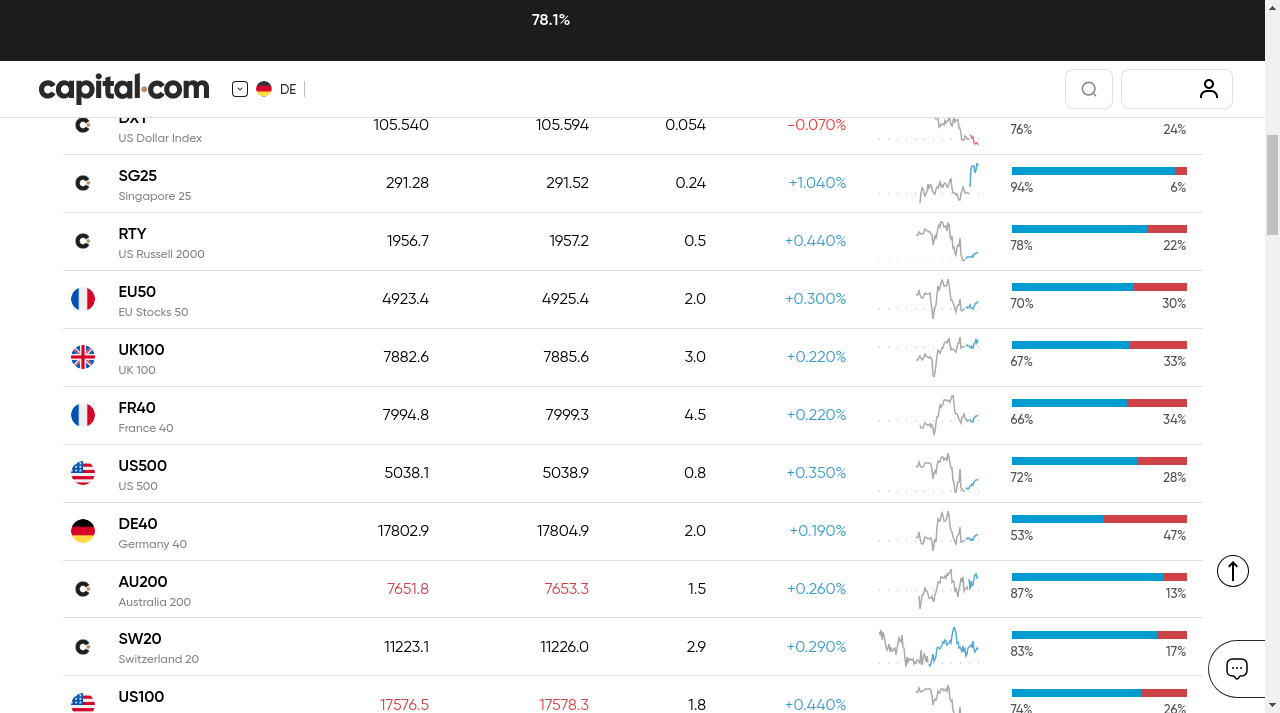 78.1%
capital.com
DE
DXY 105.540 105.594 0.054 -0.070% 76% 24%
US Dollar Index
SG25 291.28 291.52 0.24 +1.040% 94% 6%
Singapore 25
RTY 1956.7 1957.2 0.5 +0.440% 78% 22%
US Russell 2000
EU50 4923.4 4925.4 2.0 +0.300% 70% 30%
EU Stocks 50
UK100 7882.6 7885.6 3.0 +0.220% 67% 33%
UK 100
FR40 7994.8 7999.3 4.5 +0.220% 66% 34%
France 40
US500 5038.1 5038.9 0.8 +0.350% 72% 28%
US 500
DE40 17802.9 17804.9 2.0 +0.190% 53% 47%
Germany 40
AU200 7651.8 7653.3 1.5 +0.260% 87% 13%
Australia 200
SW20 11223.1 11226.0 2.9 +0.290% 83% 17%
Switzerland 20
US100 17576.5 17578.3 1.8 +0.440% 74% 26%